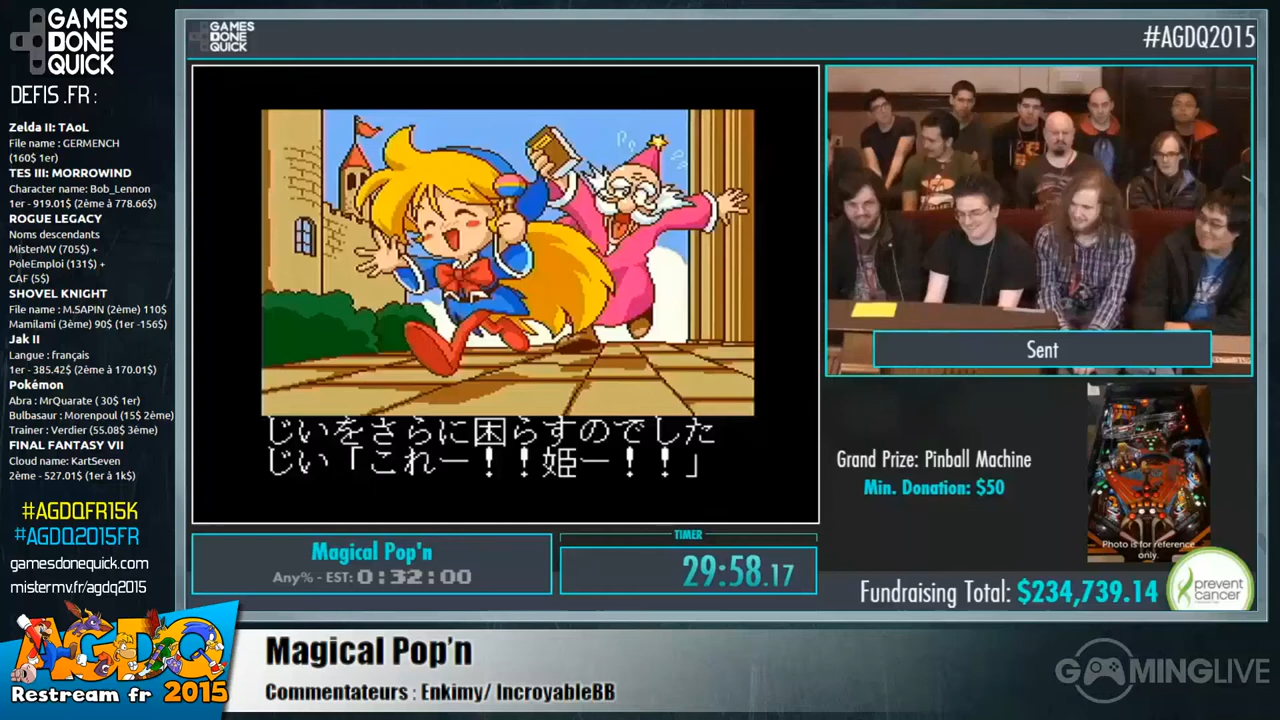 GAMES
DONE
QUICK
DEFIS .FR :
Zelda II: TAoL
File name : GERMENCH
(160$ 1er)
TES III: MORROWIND
Character name: Bob_Lennon
1er - 919.01$ (2ème à 778.66$)
ROGUE LEGACY
Noms descendants
MisterMV (705$) +
PoleEmploi (131$) +
CAF (5$)
SHOVEL KNIGHT
File name : M.SAPIN (2ème) 110$
Mamilami (3ème) 90$ (1er -156$)
Jak II
Langue : français
1er - 385.42$ (2ème à 170.01$)
Pokémon
Abra : MrQuarate ( 30$ 1er)
Bulbasaur : Morenpoul (15$ 2ème)
Trainer : Verdier (55.08$ 3ème)
FINAL FANTASY VII
Cloud name: KartSeven
2ème - 527.01$ (1er à 1k$)
#AGDQFR15K
#AGDQ2015FR
gamesdonequick.com
mistermv.fr/agdq2015
AGDQ
Restream fr 2015
GAMES
DONE
QUICK
#AGDQ2015
じいをさらに困らすのでした
じい「これー！！姫ー！！」
Sent
Grand Prize: Pinball Machine
Min. Donation: $50
Photo is for reference
only.
Magical Pop'n
Any% - EST: 0:32:00
TIMER
29:58.17
Fundraising Total: $234,739.14
prevent
cancer
Magical Pop'n
Commentateurs : Enkimy/ IncroyableBB
GAMINGLIVE